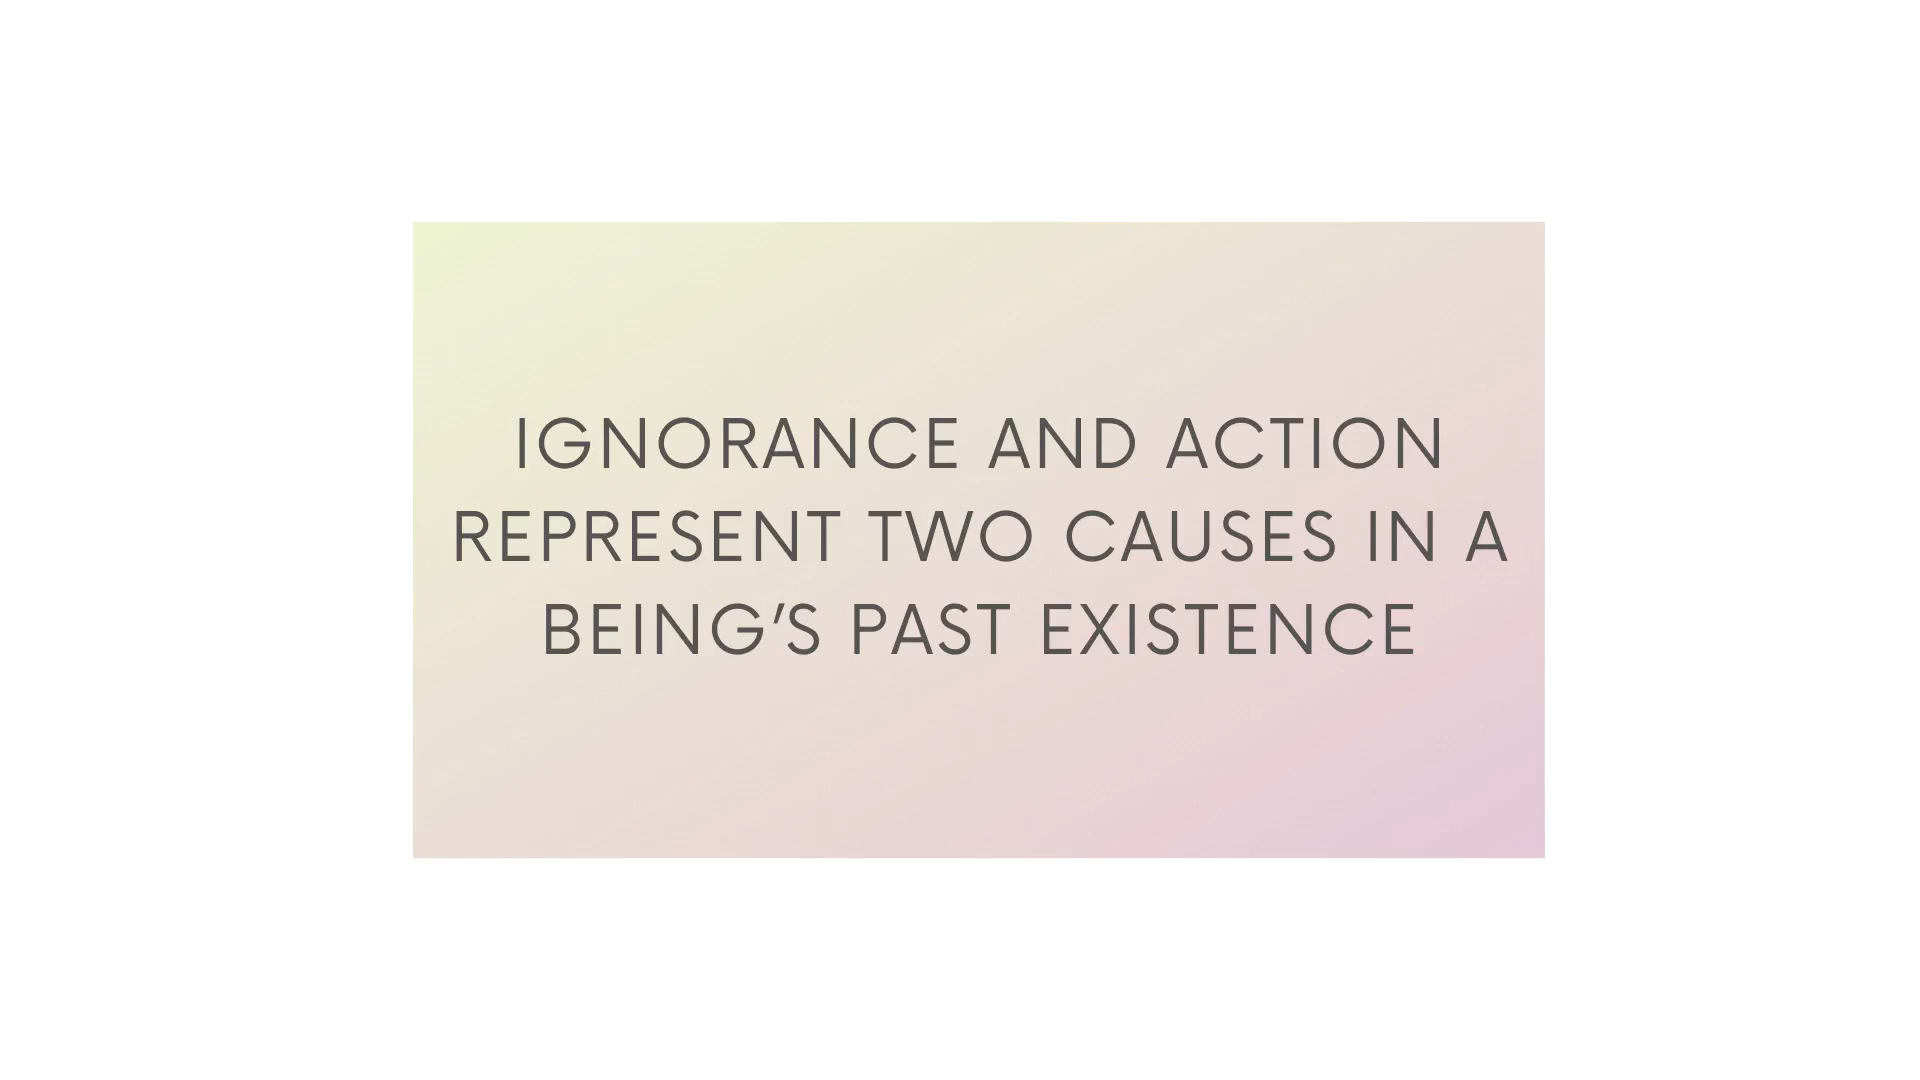 IGNORANCE AND ACTION
REPRESENT TWO CAUSES IN A
BEING’S PAST EXISTENCE